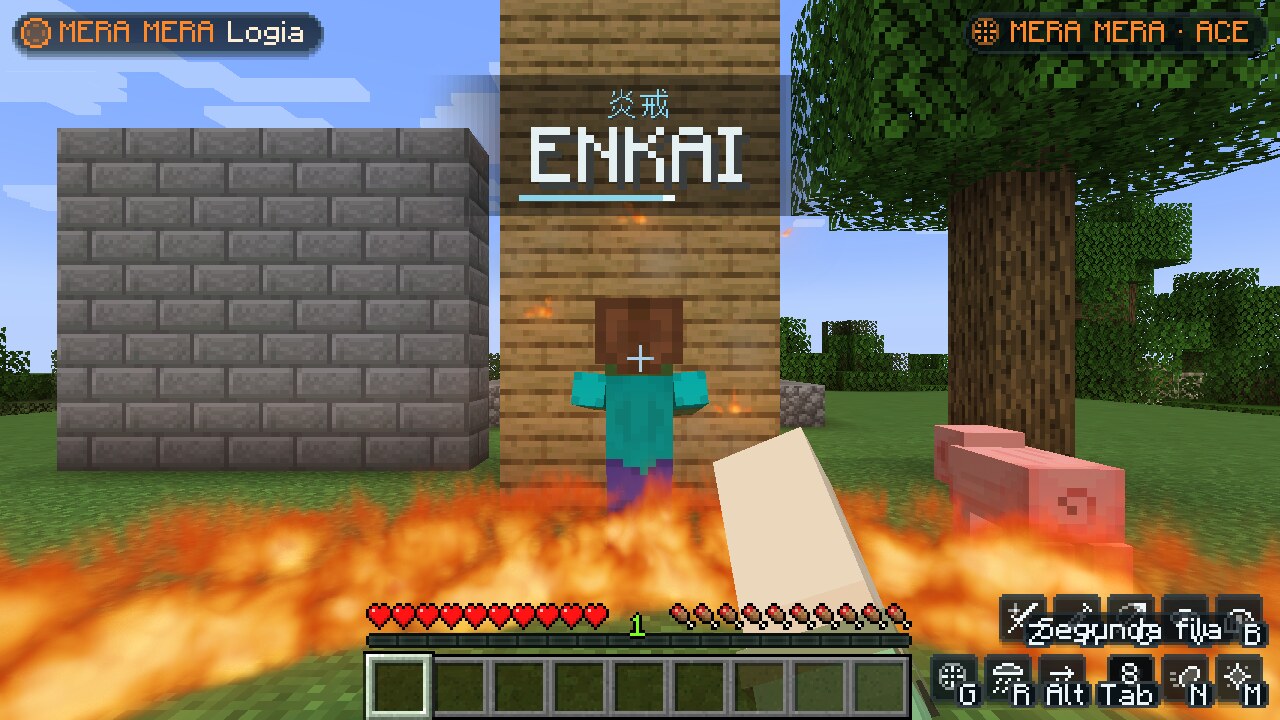 MERA MERA Logia
MERA MERA · ACE
炎戒
ENKAI
1
Segunda fila
B
G
R
Alt
8
Tab
N
M